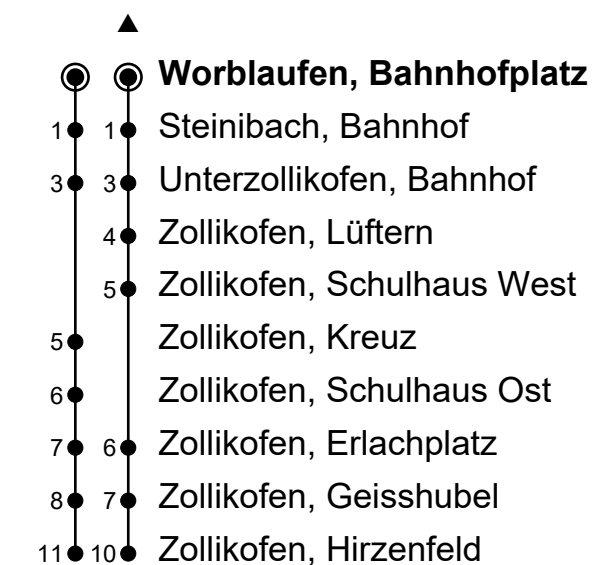 ▲
Worblaufen, Bahnhofplatz
1 1 Steinibach, Bahnhof
3 3 Unterzollikofen, Bahnhof
4 Zollikofen, Lüftern
5 Zollikofen, Schulhaus West
5 Zollikofen, Kreuz
6 Zollikofen, Schulhaus Ost
7 6 Zollikofen, Erlachplatz
8 7 Zollikofen, Geisshubel
11 10 Zollikofen, Hirzenfeld